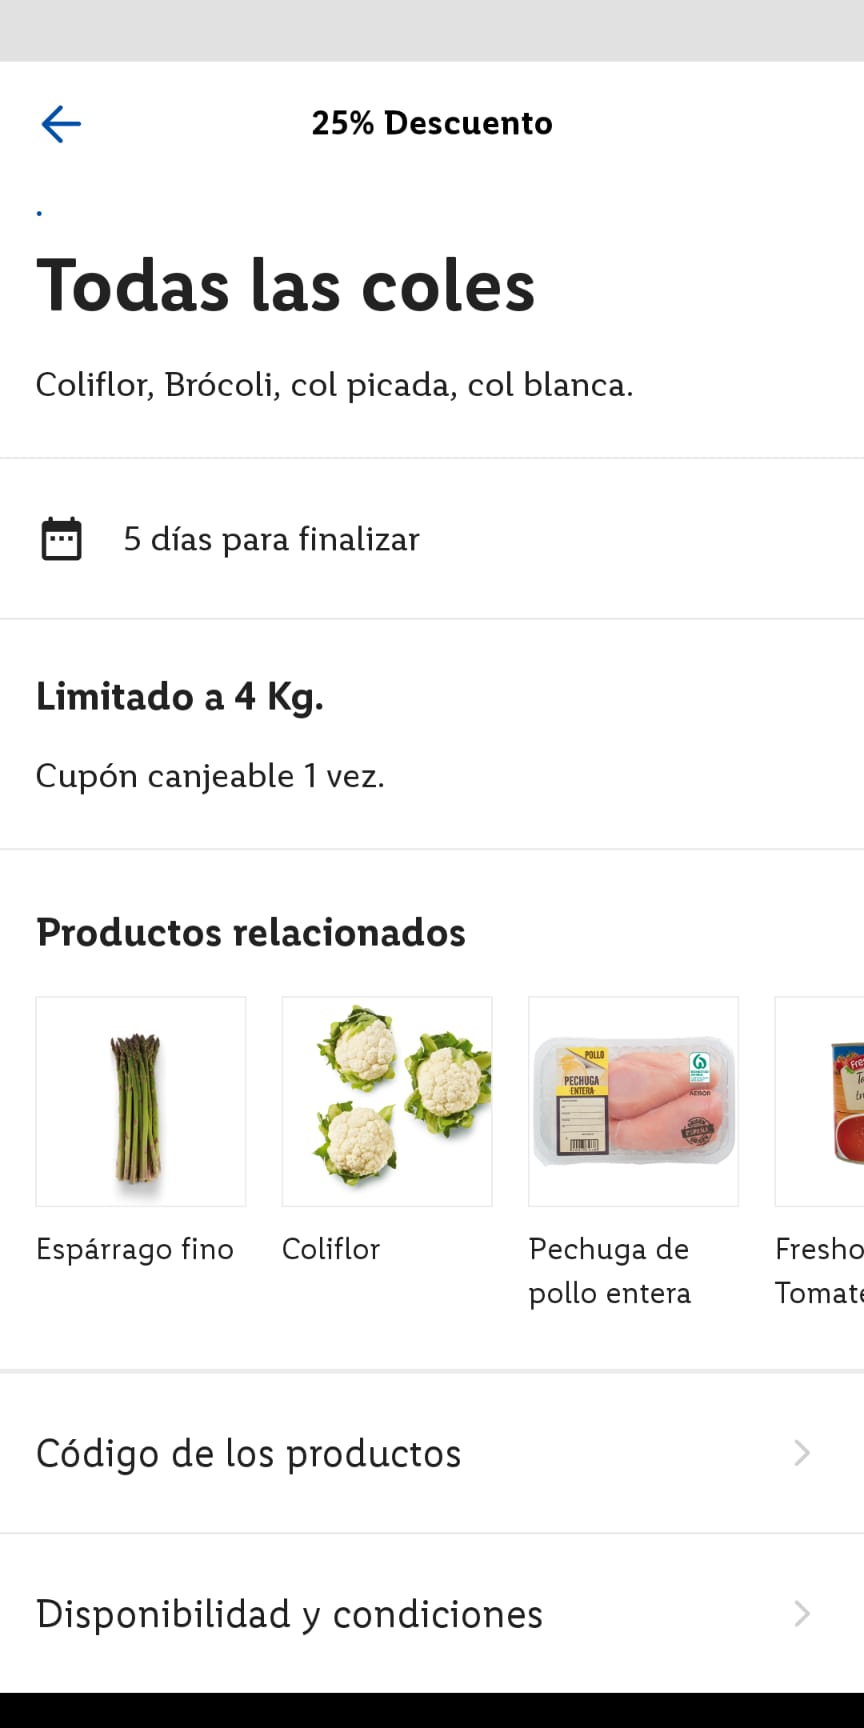 25% Descuento
.
Todas las coles
Coliflor, Brócoli, col picada, col blanca.
5 días para finalizar
Limitado a 4 Kg.
Cupón canjeable 1 vez.
Productos relacionados
POLLO
PECHUGA
ENTERA
ESPAÑA
Espárrago fino
Coliflor
Pechuga de
pollo entera
Fresho
Tomate
Código de los productos
Disponibilidad y condiciones